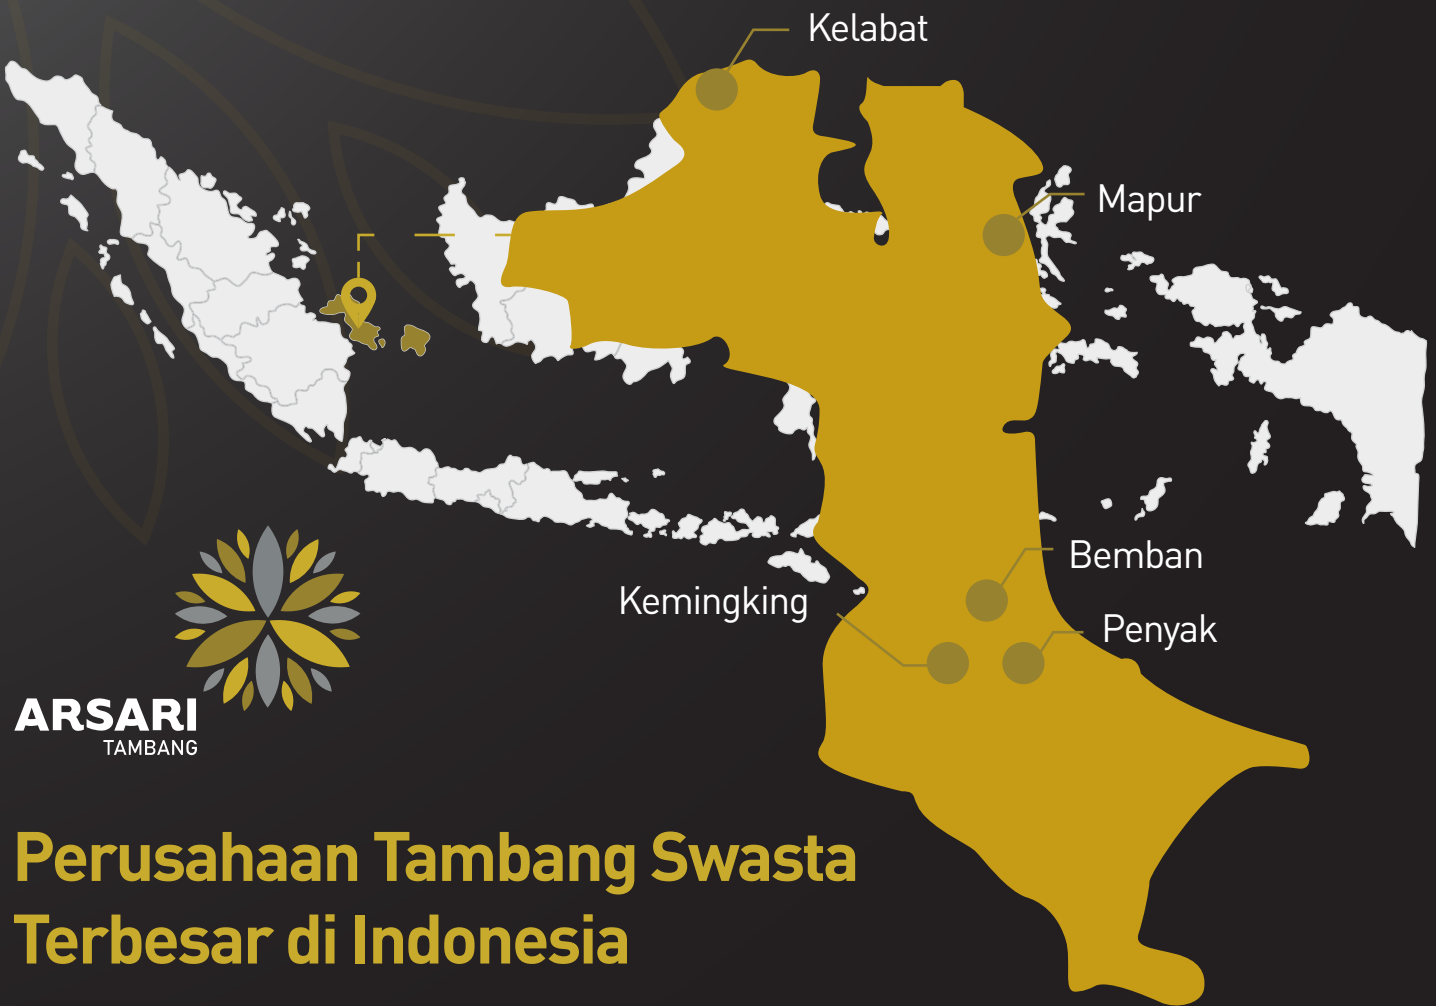 Kelabat
Mapur
Bemban
Kemingking
Penyak
ARSARI
TAMBANG
Perusahaan Tambang Swasta
Terbesar di Indonesia